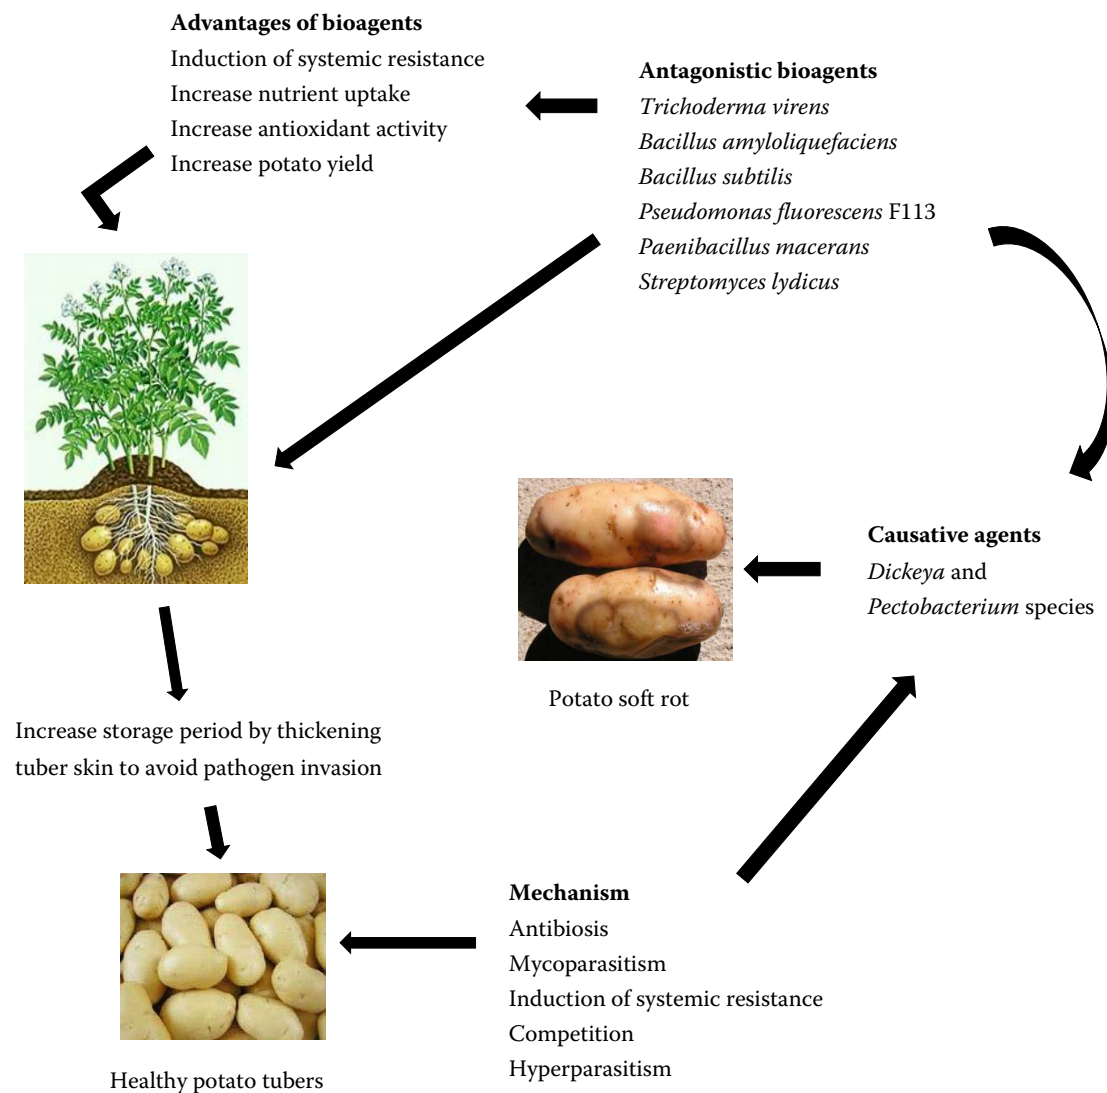 Advantages of bioagents
Induction of systemic resistance
Increase nutrient uptake
Increase antioxidant activity
Increase potato yield
Antagonistic bioagents
Trichoderma virens
Bacillus amyloliquefaciens
Bacillus subtilis
Pseudomonas fluorescens F113
Paenibacillus macerans
Streptomyces lydicus
Causative agents
Dickeya and
Pectobacterium species
Potato soft rot
Increase storage period by thickening
tuber skin to avoid pathogen invasion
Mechanism
Antibiosis
Mycoparasitism
Induction of systemic resistance
Competition
Hyperparasitism
Healthy potato tubers